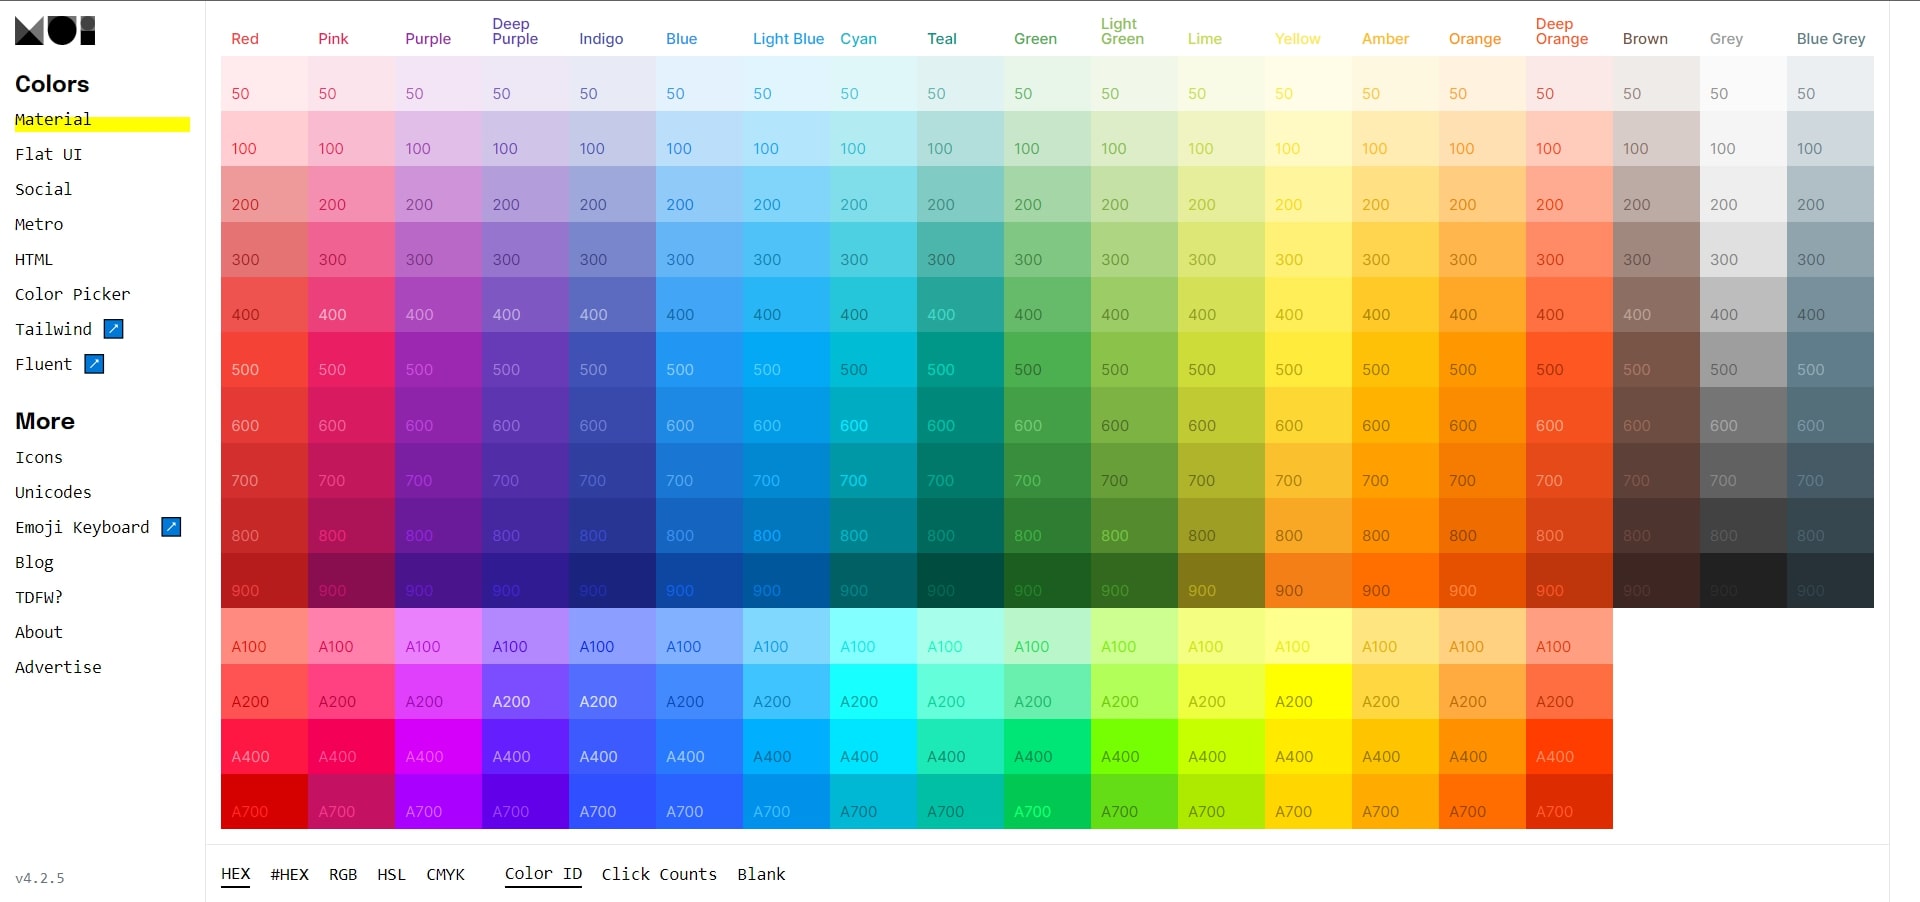 Colors
Material
Flat UI
Social
Metro
HTML
Color Picker
Tailwind
Fluent
More
Icons
Unicodes
Emoji Keyboard
Blog
TDFW?
About
Advertise
v4.2.5
Red Pink Purple Deep Purple Indigo Blue Light Blue Cyan Teal Green Light Green Lime Yellow Amber Orange Deep Orange Brown Grey Blue Grey
50 50 50 50 50 50 50 50 50 50 50 50 50 50 50 50 50 50 50
100 100 100 100 100 100 100 100 100 100 100 100 100 100 100 100 100 100 100
200 200 200 200 200 200 200 200 200 200 200 200 200 200 200 200 200 200 200
300 300 300 300 300 300 300 300 300 300 300 300 300 300 300 300 300 300 300
400 400 400 400 400 400 400 400 400 400 400 400 400 400 400 400 400 400 400
500 500 500 500 500 500 500 500 500 500 500 500 500 500 500 500 500 500 500
600 600 600 600 600 600 600 600 600 600 600 600 600 600 600 600 600 600 600
700 700 700 700 700 700 700 700 700 700 700 700 700 700 700 700 700 700 700
800 800 800 800 800 800 800 800 800 800 800 800 800 800 800 800 800 800 800
900 900 900 900 900 900 900 900 900 900 900 900 900 900 900 900 900 900 900
A100 A100 A100 A100 A100 A100 A100 A100 A100 A100 A100 A100 A100 A100 A100 A100
A200 A200 A200 A200 A200 A200 A200 A200 A200 A200 A200 A200 A200 A200 A200 A200
A400 A400 A400 A400 A400 A400 A400 A400 A400 A400 A400 A400 A400 A400 A400 A400
A700 A700 A700 A700 A700 A700 A700 A700 A700 A700 A700 A700 A700 A700 A700 A700
HEX #HEX RGB HSL CMYK Color ID Click Counts Blank